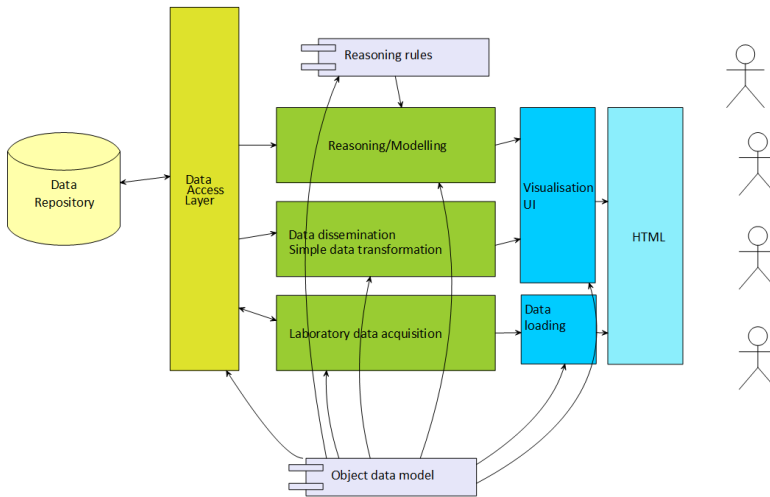 Reasoning rules
Reasoning/Modelling
Data
Repository
Data
Access
Layer
Visualisation
UI
Data dissemination
Simple data transformation
HTML
Laboratory data acquisition
Data
loading
Object data model